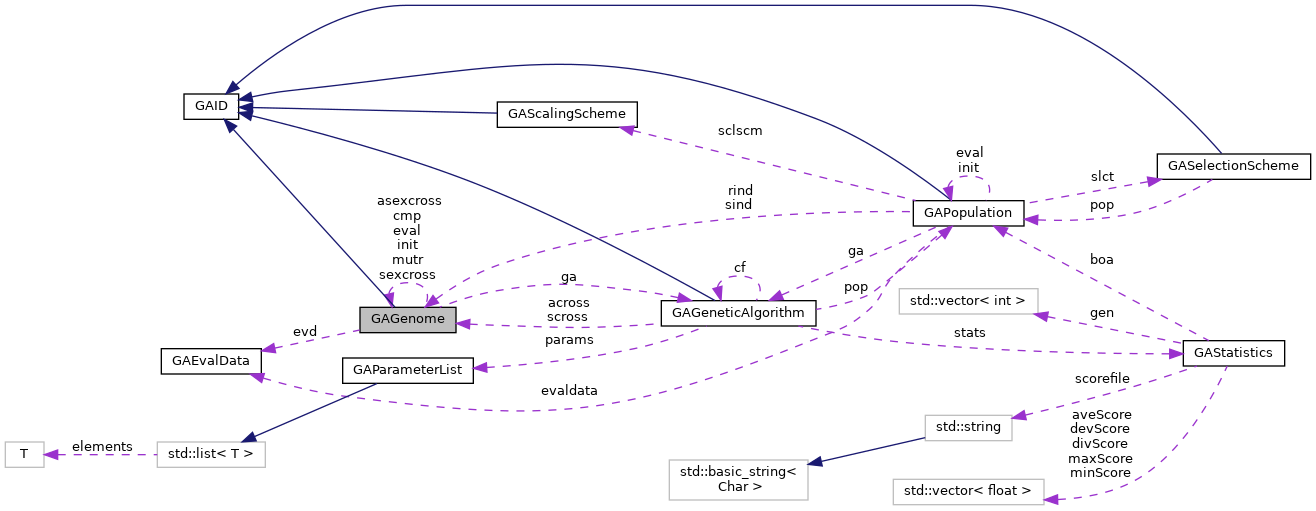 GAID
GAScalingScheme
sclscm
eval
init
GASelectionScheme
slct
pop
GAPopulation
rind
sind
asexcross
cmp
eval
init
mutr
sexcross
ga
cf
ga
pop
boa
std::vector< int >
gen
GAGenome
across
scross
GAGeneticAlgorithm
evd
params
stats
GAStatistics
GAEvalData
GAParameterList
evaldata
scorefile
aveScore
devScore
divScore
maxScore
minScore
std::string
T
elements
std::list< T >
std::basic_string<
Char >
std::vector< float >